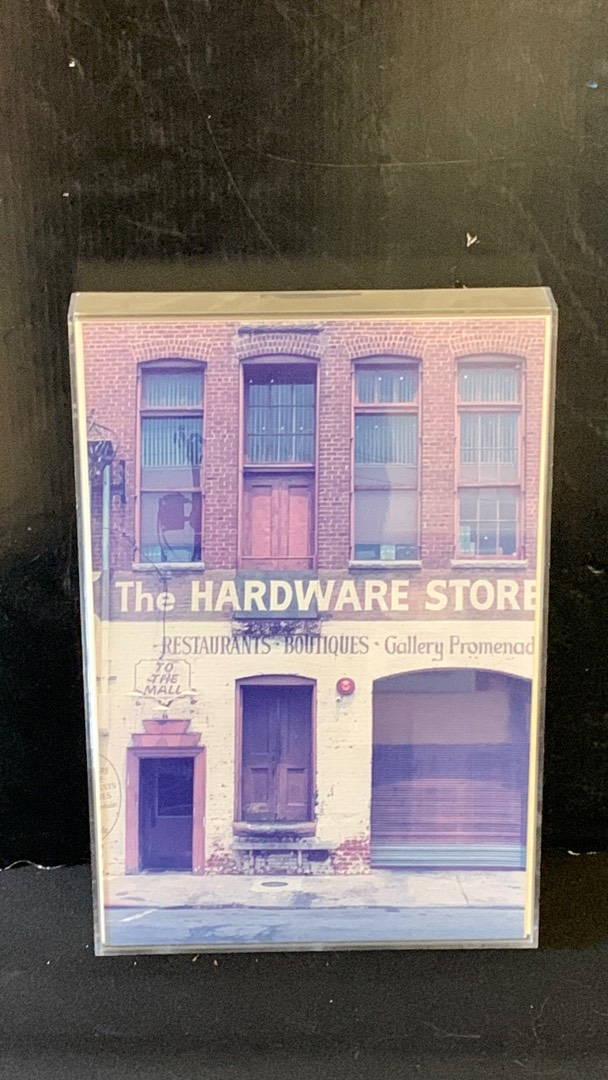 The HARDWARE STORE
RESTAURANTS · BOUTIQUES · Gallery Promenad
TO
THE
MALL